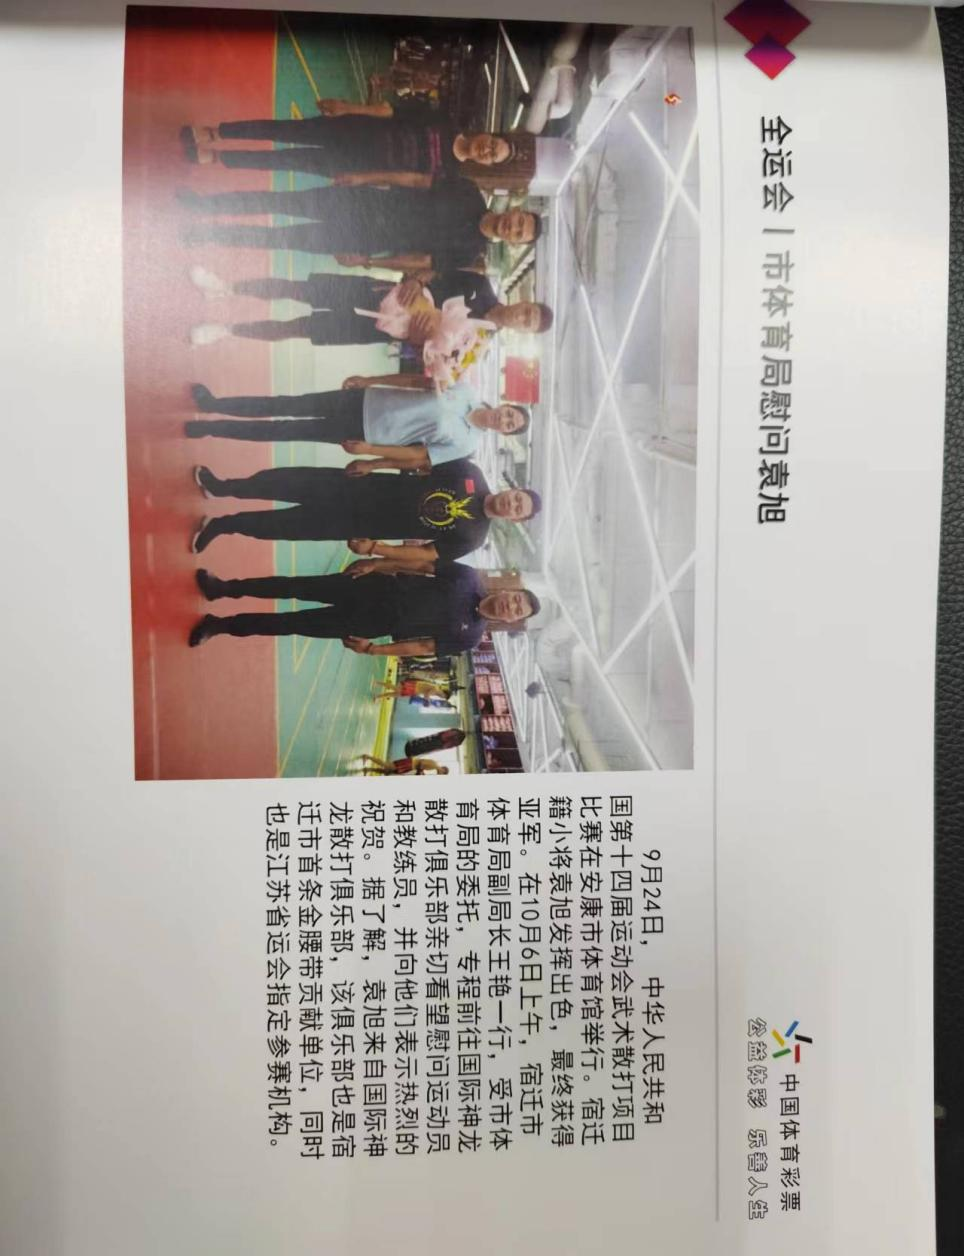 全运会丨市体育局慰问袁旭
中国体育彩票
公益体彩 乐善人生
9月24日，中华人民共和
国第十四届运动会武术散打项目
比赛在安康市体育馆举行。宿迁
籍小将袁旭发挥出色，最终获得
亚军。在10月6日上午，宿迁市
体育局副局长王艳一行，受市体
育局的委托，专程前往国际神龙
散打俱乐部亲切看望慰问运动员
和教练员，并向他们表示热烈的
祝贺。据了解，袁旭来自国际神
龙散打俱乐部，该俱乐部也是宿
迁市首条金腰带贡献单位，同时
也是江苏省运会指定参赛机构。